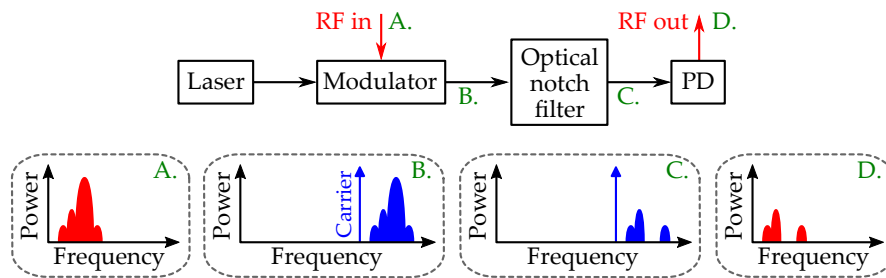 RF in
A.
RF out
D.
Laser
Modulator
Optical
notch
filter
PD
B.
C.
A.
Power
Frequency
B.
Power
Carrier
Frequency
C.
Power
Frequency
D.
Power
Frequency